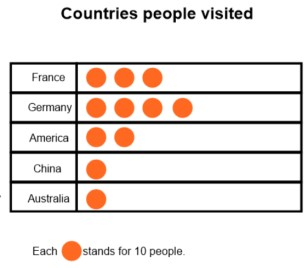 Countries people visited
France
Germany
America
China
Australia
Each stands for 10 people.